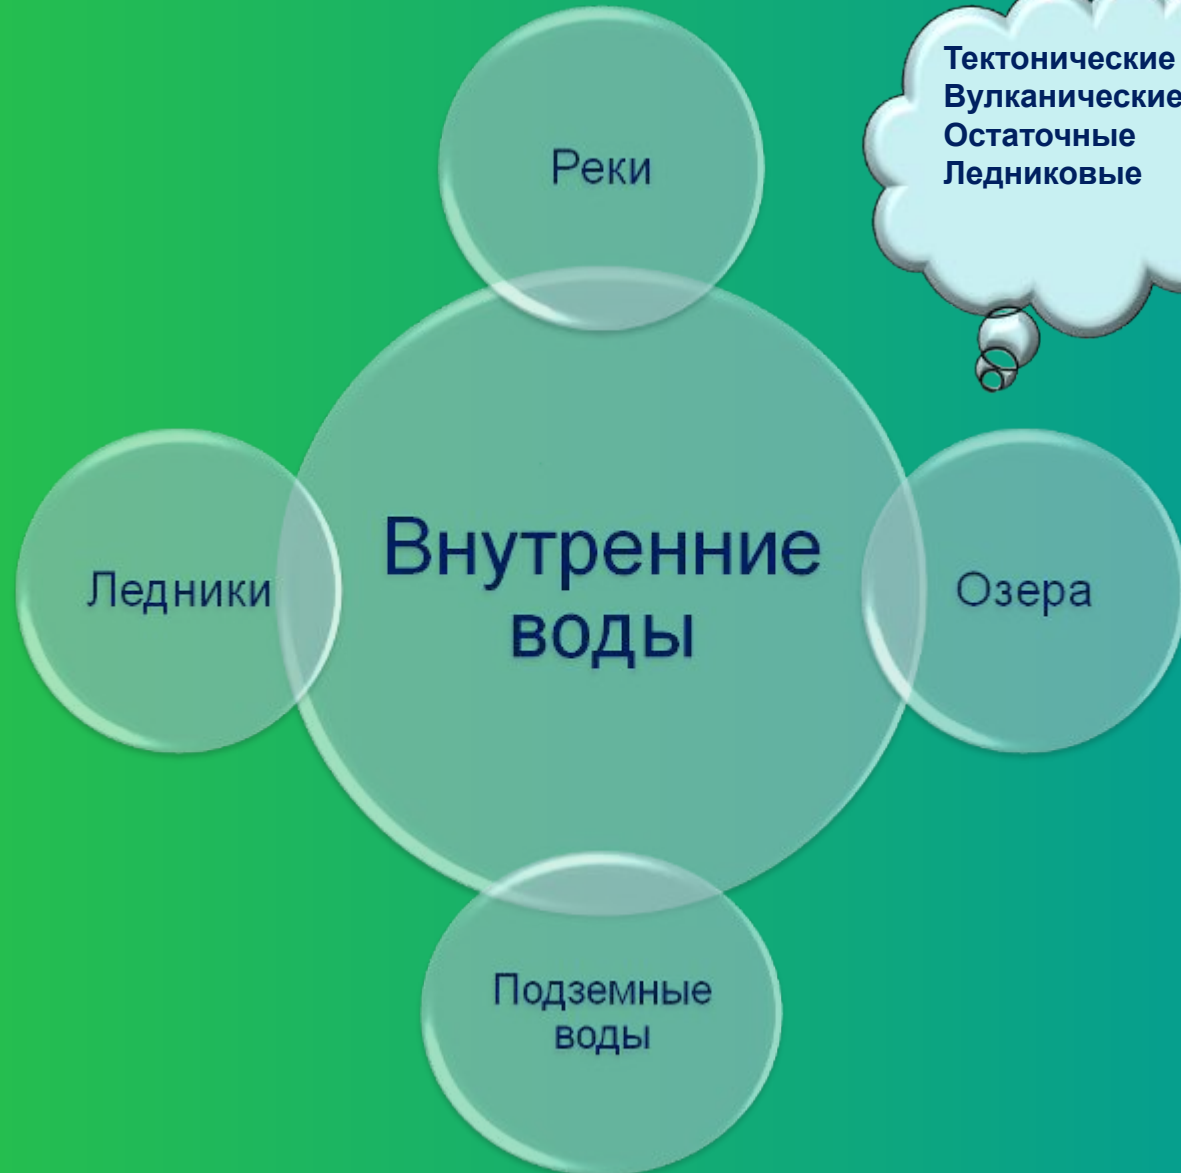 Тектонические
Вулканические
Остаточные
Ледниковые
Реки
Ледники
Внутренние
воды
Озера
Подземные
воды